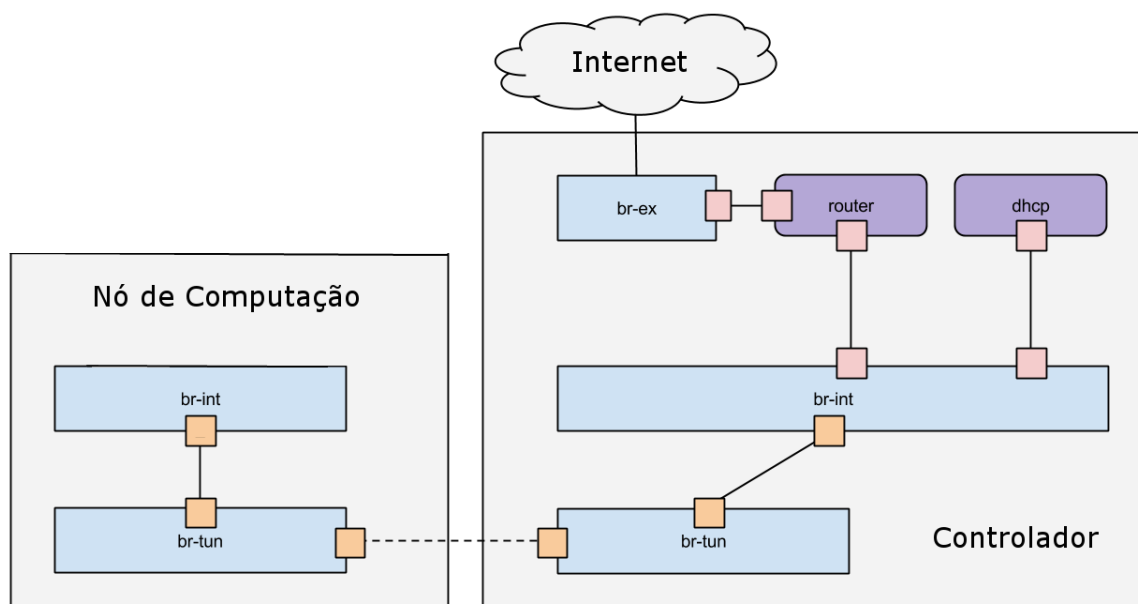 Internet
br-ex
router
dhcp
Nó de Computação
br-int
br-int
br-tun
br-tun
Controlador